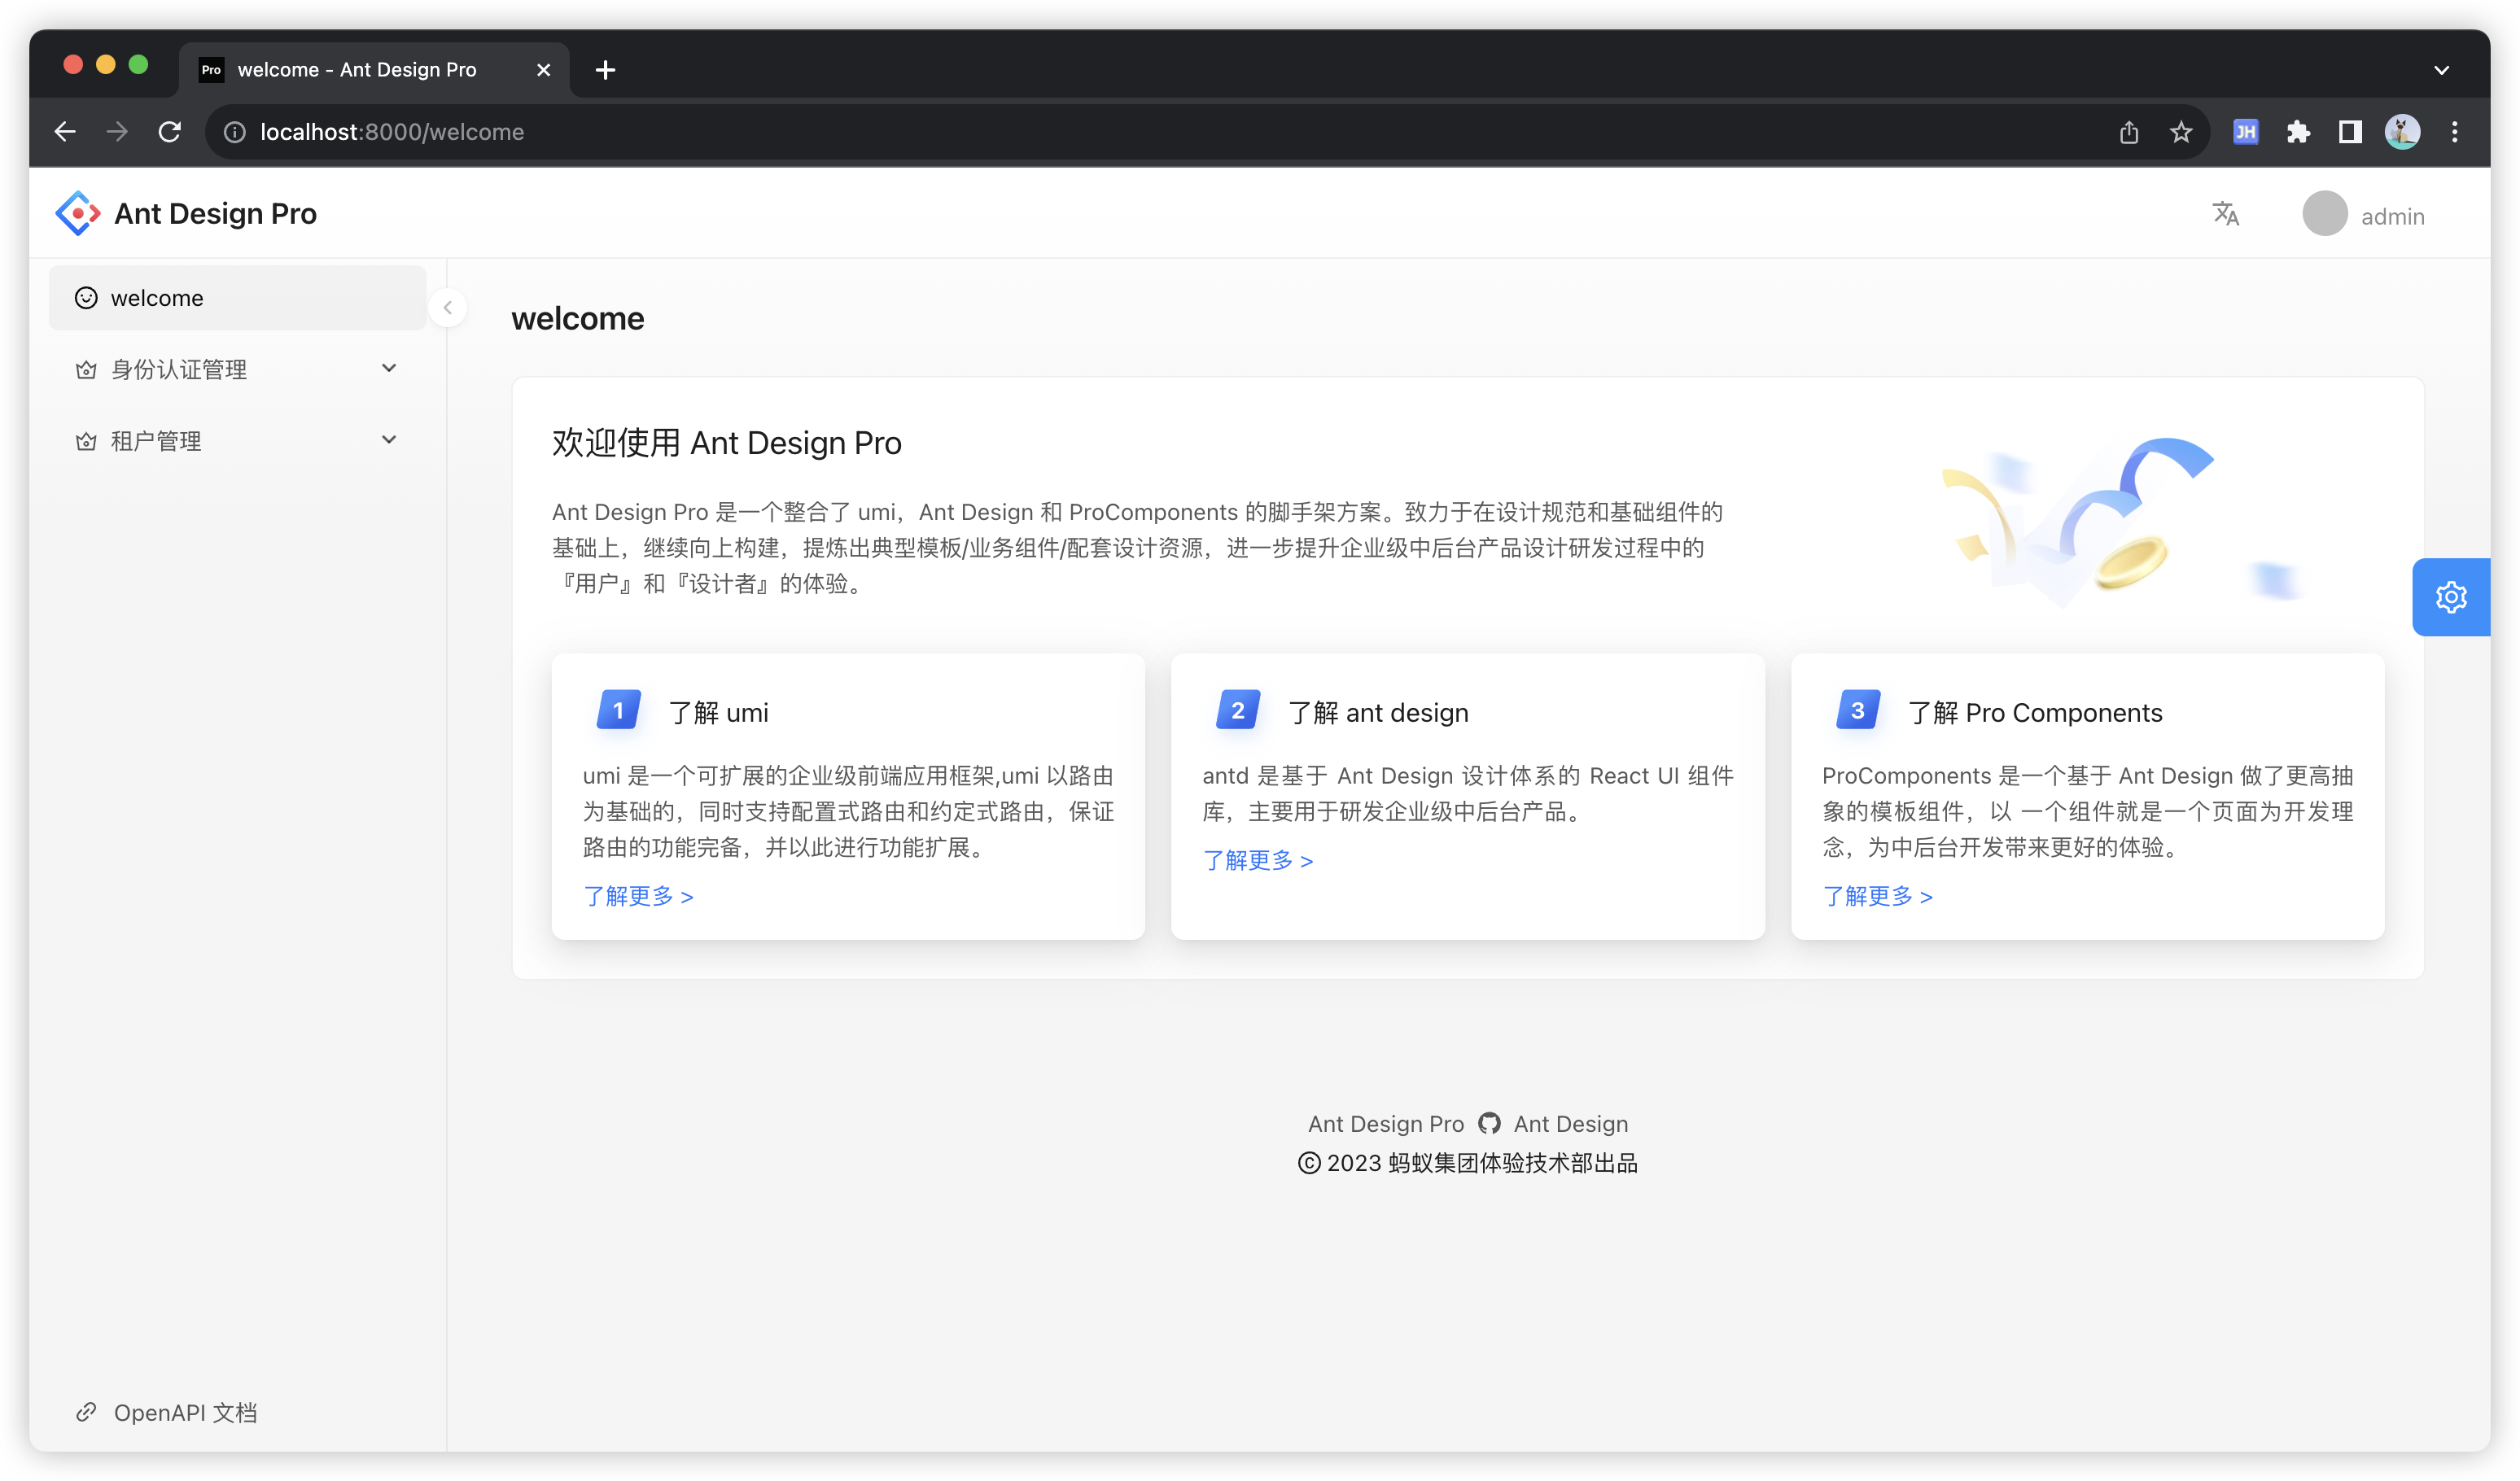 Pro welcome - Ant Design Pro
localhost:8000/welcome
JH
Ant Design Pro
admin
welcome
身份认证管理
租户管理
OpenAPI 文档
welcome
欢迎使用 Ant Design Pro
Ant Design Pro 是一个整合了 umi，Ant Design 和 ProComponents 的脚手架方案。致力于在设计规范和基础组件的
基础上，继续向上构建，提炼出典型模板/业务组件/配套设计资源，进一步提升企业级中后台产品设计研发过程中的
『用户』和『设计者』的体验。
1 了解 umi
umi 是一个可扩展的企业级前端应用框架,umi 以路由
为基础的，同时支持配置式路由和约定式路由，保证
路由的功能完备，并以此进行功能扩展。
了解更多 >
2 了解 ant design
antd 是基于 Ant Design 设计体系的 React UI 组件
库，主要用于研发企业级中后台产品。
了解更多 >
3 了解 Pro Components
ProComponents 是一个基于 Ant Design 做了更高抽
象的模板组件，以 一个组件就是一个页面为开发理
念，为中后台开发带来更好的体验。
了解更多 >
Ant Design Pro Ant Design
© 2023 蚂蚁集团体验技术部出品